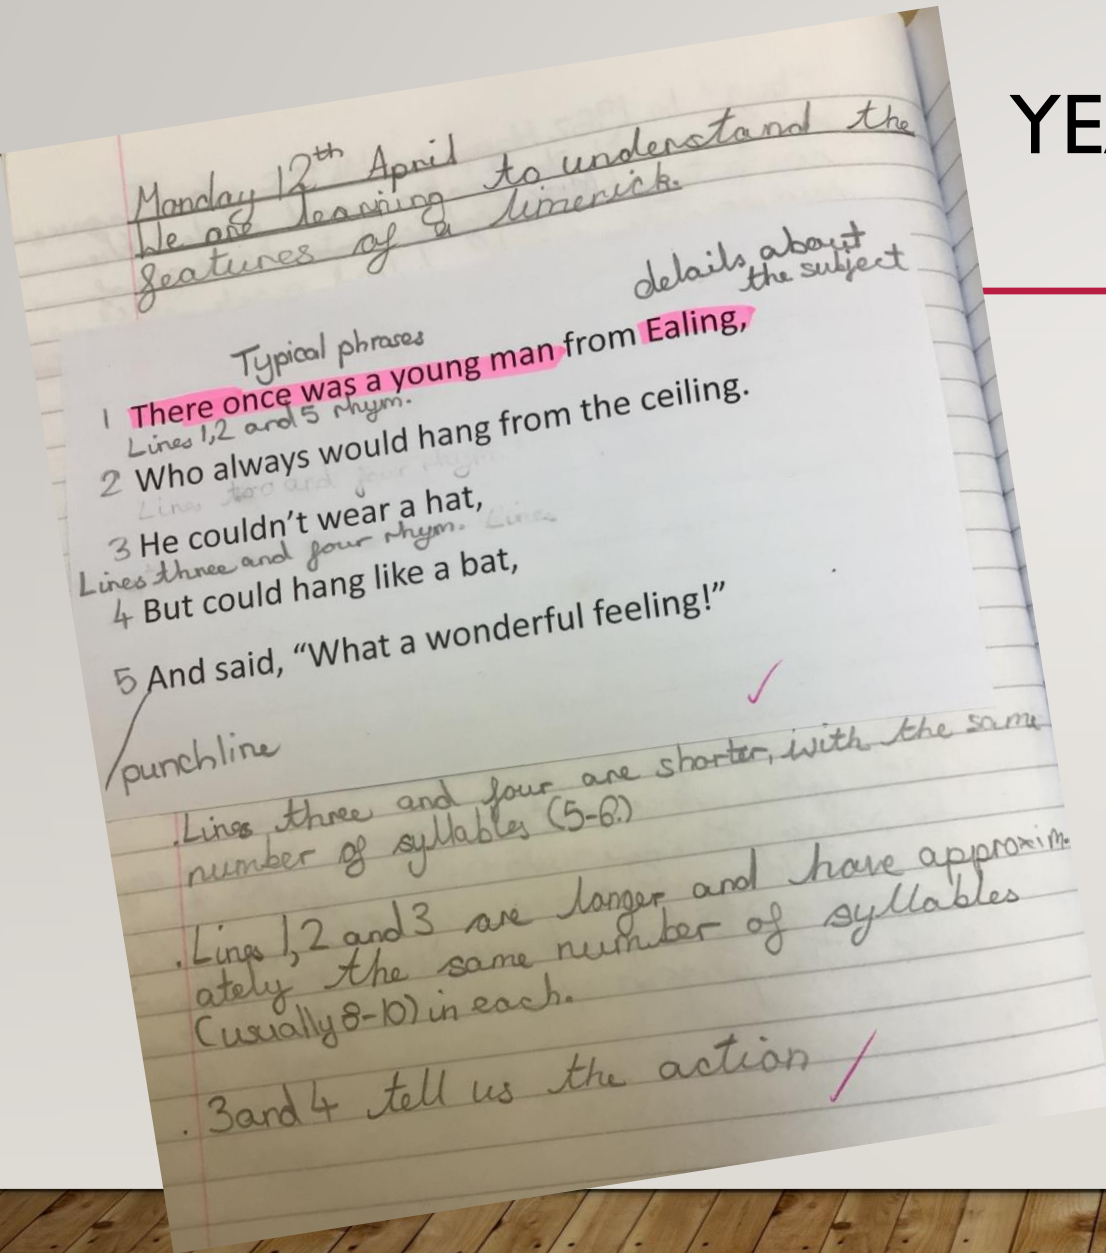 YEA
Monday 12th April
We are learning to understand the
features of a limerick.
details about
the subject
Typical phrases
1 There once was a young man from Ealing,
Lines 1,2 and 5 rhym.
2 Who always would hang from the ceiling.
3 He couldn't wear a hat,
Lines three and four rhym.
4 But could hang like a bat,
5 And said, "What a wonderful feeling!"
punchline
.Lines three and four are shorter, with the same
number of syllables (5-6.)
.Lines 1,2 and 3 are longer and have approxim-
ately the same number of syllables
(usually 8-10) in each.
. 3 and 4 tell us the action